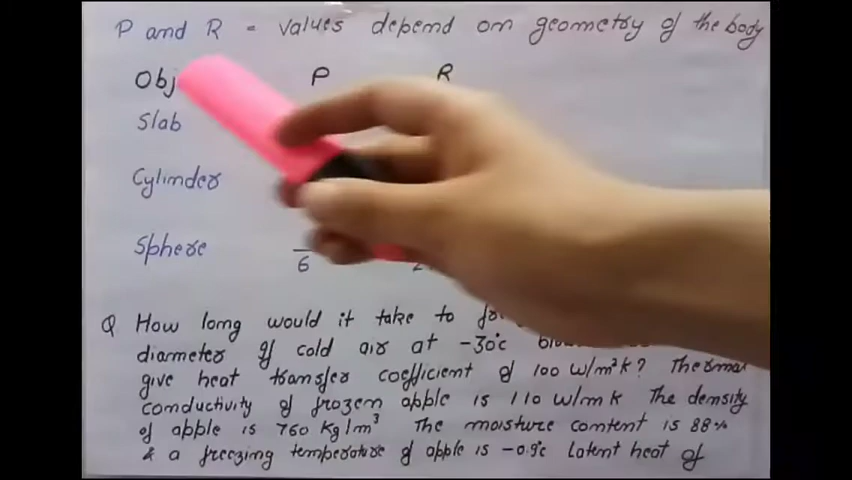 P and R = values depend on geometry of the body
Obj P R
Slab
Cylinder
Sphere 6
Q How long would it take to
diameter of cold air at -30°c
give heat transfer coefficient of 100 w/m²k? Thermal
conductivity of frozen apple is 110 w/mk The density
of apple is 760 kg/m³ The moisture content is 88%
& a freezing temperature of apple is -0.9°c Latent heat of